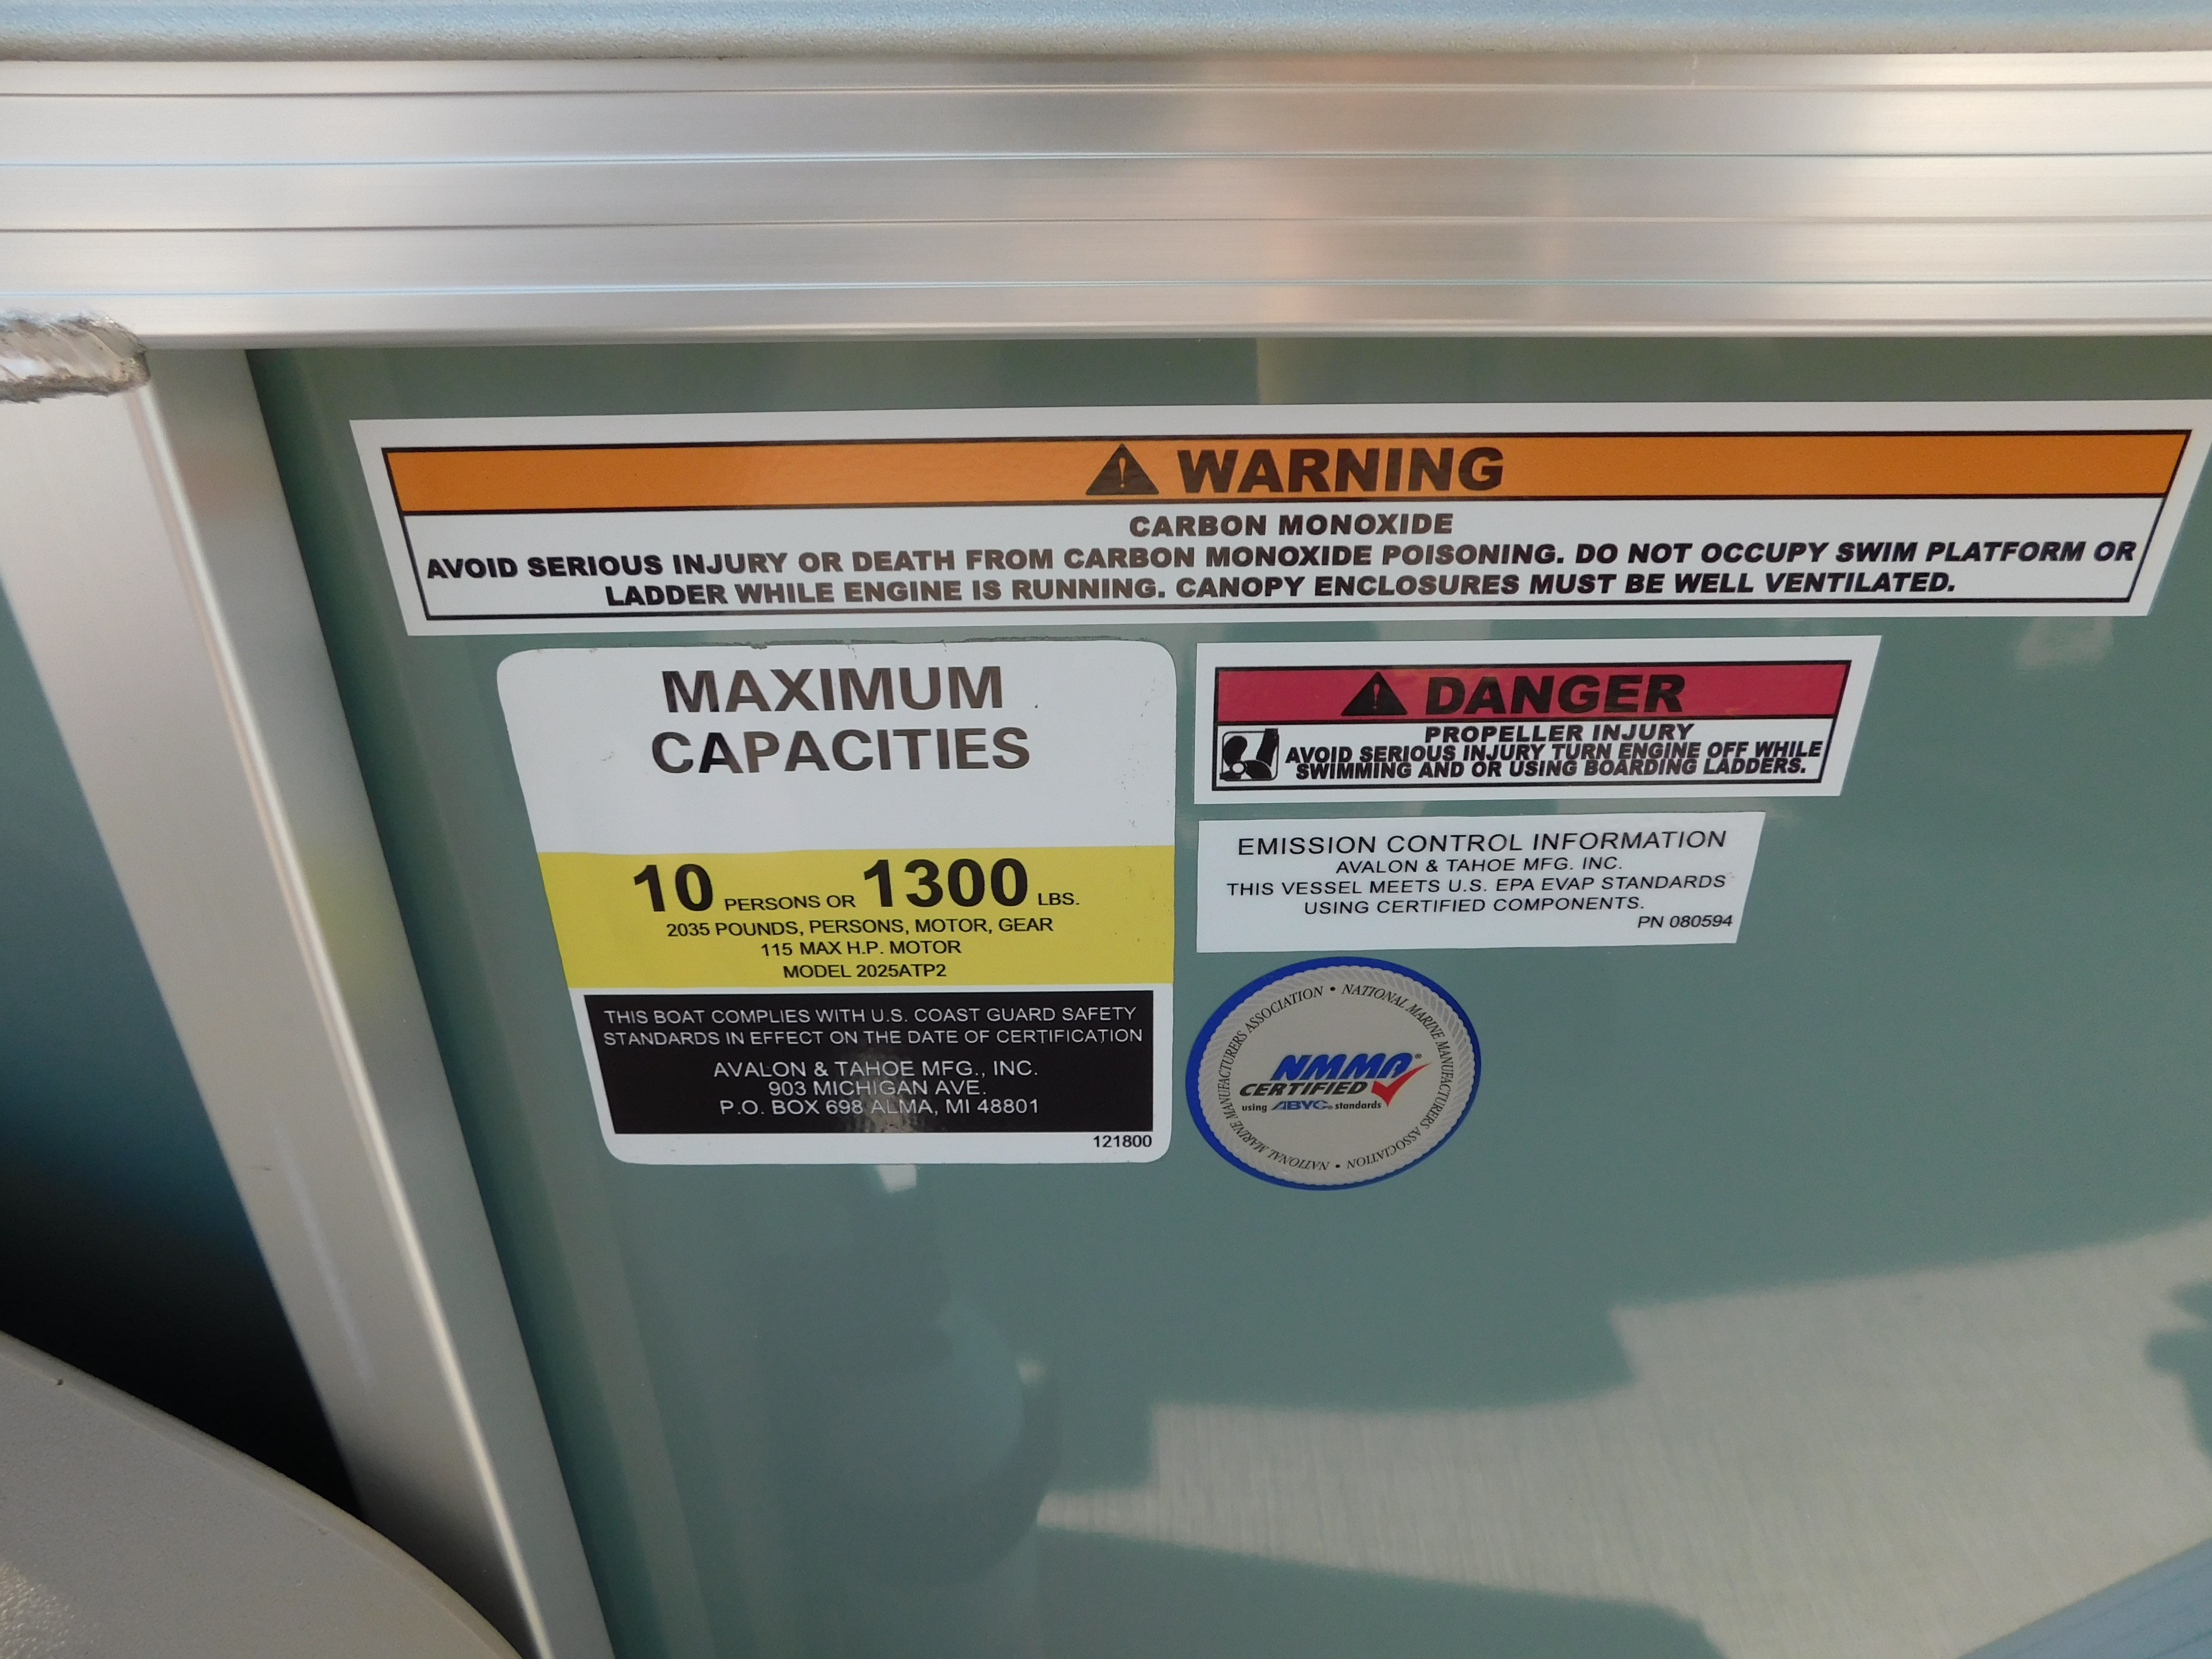 WARNING
CARBON MONOXIDE
AVOID SERIOUS INJURY OR DEATH FROM CARBON MONOXIDE POISONING. DO NOT OCCUPY SWIM PLATFORM OR
LADDER WHILE ENGINE IS RUNNING. CANOPY ENCLOSURES MUST BE WELL VENTILATED.
MAXIMUM
CAPACITIES
10 PERSONS OR 1300 LBS.
2035 POUNDS, PERSONS, MOTOR, GEAR
115 MAX H.P. MOTOR
MODEL 2025ATP2
THIS BOAT COMPLIES WITH U.S. COAST GUARD SAFETY
STANDARDS IN EFFECT ON THE DATE OF CERTIFICATION
AVALON & TAHOE MFG., INC.
903 MICHIGAN AVE.
P.O. BOX 698 ALMA, MI 48801
121800
DANGER
PROPELLER INJURY
AVOID SERIOUS INJURY TURN ENGINE OFF WHILE
SWIMMING AND OR USING BOARDING LADDERS.
EMISSION CONTROL INFORMATION
AVALON & TAHOE MFG. INC.
THIS VESSEL MEETS U.S. EPA EVAP STANDARDS
USING CERTIFIED COMPONENTS.
PN 080594
• NATIONAL MARINE MANUFACTURERS ASSOCIATION • NATIONAL MARINE MANUFACTURERS ASSOCIATION
NMMA®
CERTIFIED
using ABYC® standards